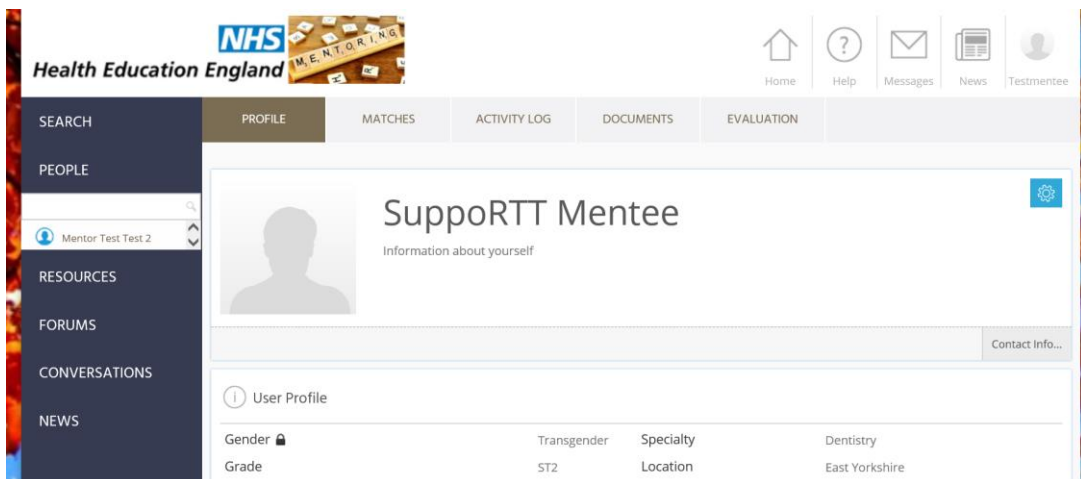 NHS
Health Education England
MENTORING
Home
Help
Messages
News
Testmentee
SEARCH
PEOPLE
Mentor Test Test 2
RESOURCES
FORUMS
CONVERSATIONS
NEWS
PROFILE MATCHES ACTIVITY LOG DOCUMENTS EVALUATION
SuppoRTT Mentee
Information about yourself
Contact Info...
User Profile
Gender Transgender Specialty Dentistry
Grade ST2 Location East Yorkshire